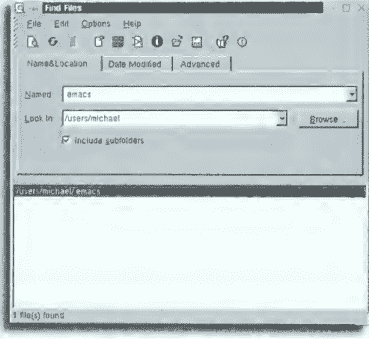 Find Files
File Edit Options Help
Name&Location Date Modified Advanced
Named emacs
Look In /users/michael Browse...
Include subfolders
/users/michael/ emacs
1 file(s) found